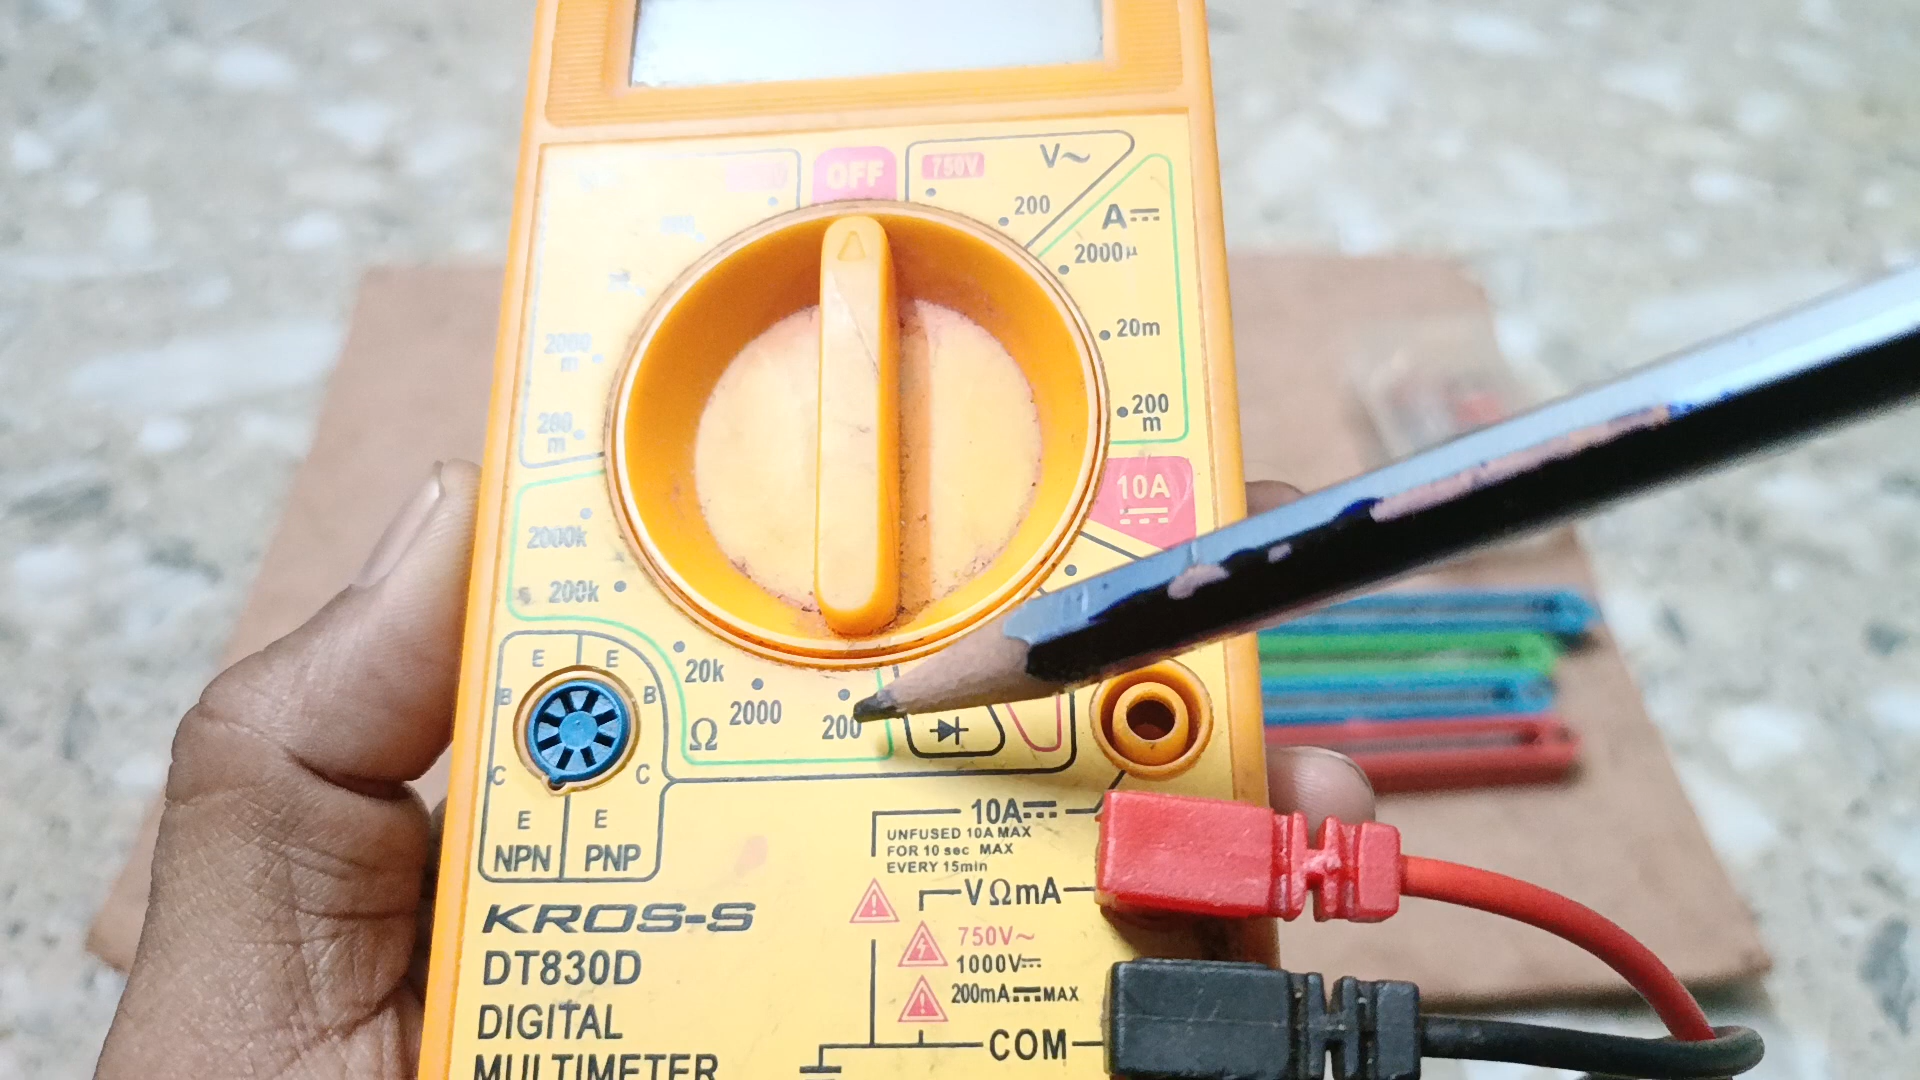 OFF
750V
V~
200
A
2000µ
20m
200
m
10A
2000
m
200
m
2000k
200k
20k
2000
200
Ω
E E
B B
C C
E E
NPN PNP
10A
UNFUSED 10A MAX
FOR 10 sec MAX
EVERY 15min
VΩmA
750V~
1000V
200mA MAX
COM
KROS-S
DT830D
DIGITAL
MULTIMETER